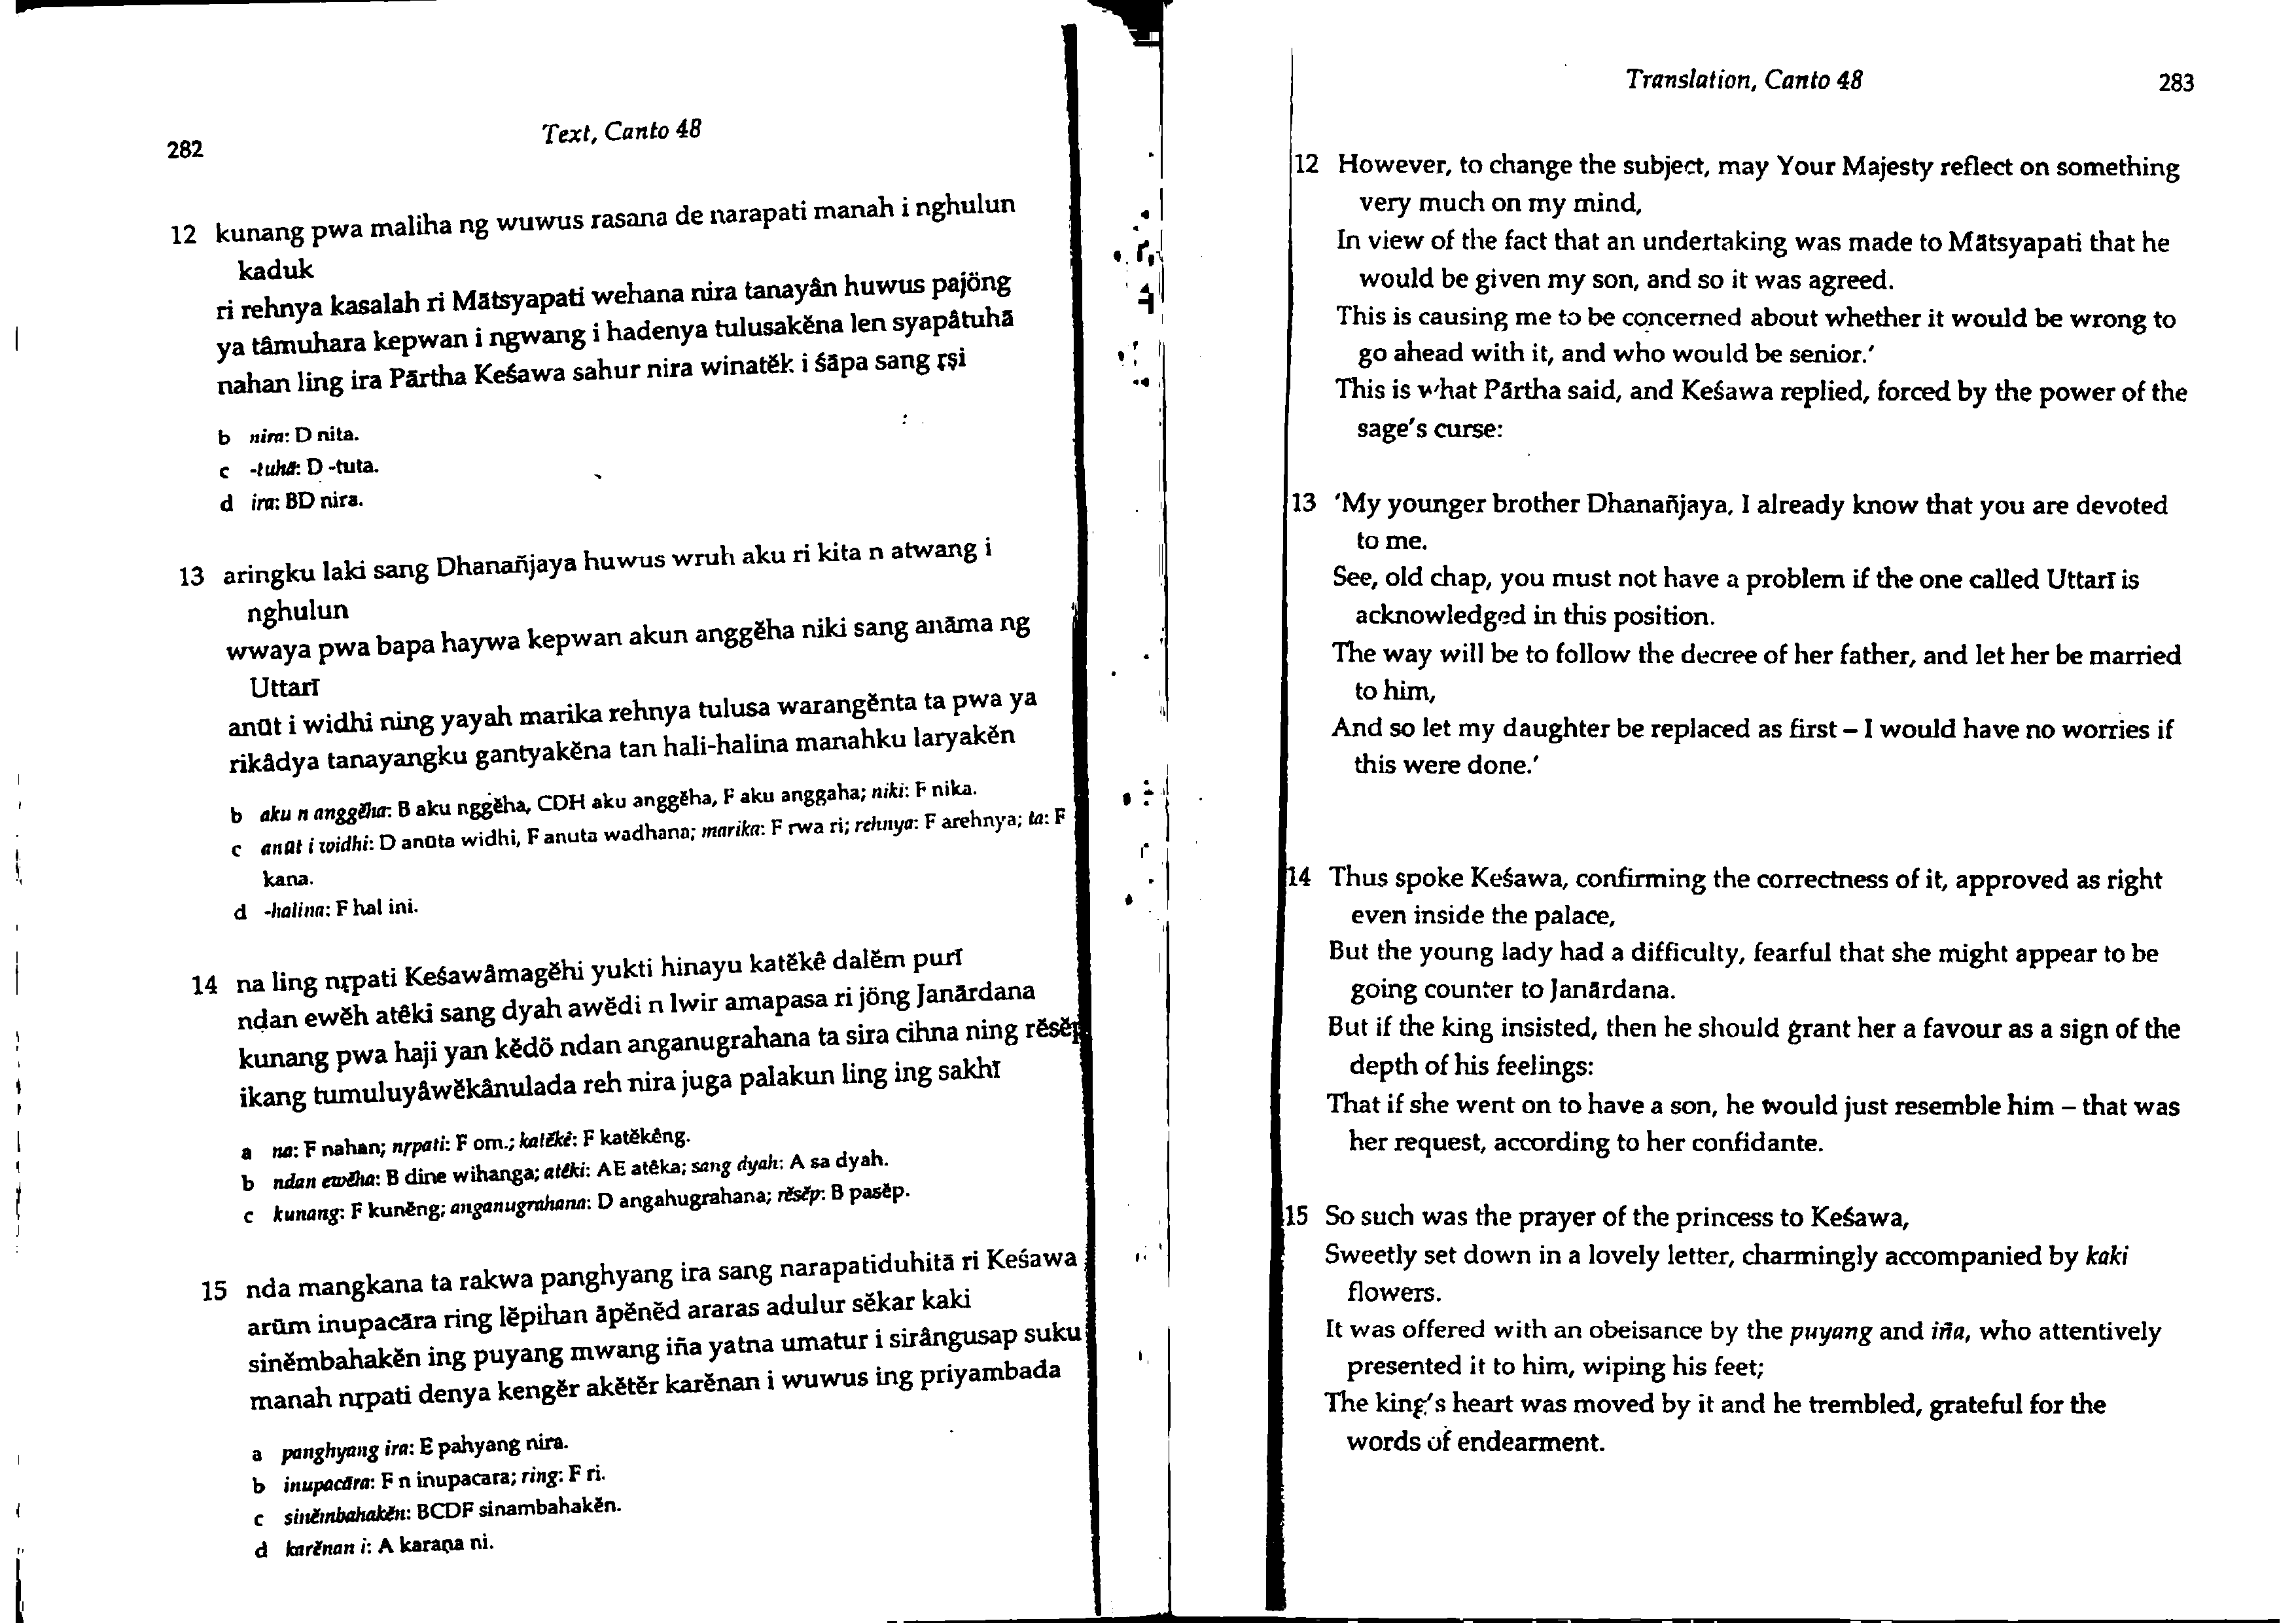 282
Text, Canto 48
12 kunang pwa maliha ng wuwus rasana de narapati manah i nghulun
kaduk
ri rehnya kasalah ri Mātsyapati wehana nira tanayân huwus pajöng
ya tâmuhara kepwan i ngwang i hadenya tulusakĕna len syapâtuhā
nahan ling ira Pārtha Keśawa sahur nira winatĕk i śāpa sang ṛṣi
b nira: D nita.
c -tuhā: D -tuta.
d ira: BD nira.
13 aringku laki sang Dhanañjaya huwus wruh aku ri kita n atwang i
nghulun
wwaya pwa bapa haywa kepwan akun anggĕha niki sang anāma ng
Uttarī
anūt i widhi ning yayah marika rehnya tulusa warangĕnta ta pwa ya
rikâdya tanayangku gantyakĕna tan hali-halina manahku laryakĕn
b aku n anggĕha: B aku nggĕha, CDH aku anggĕha, F aku anggaha; niki: F nika.
c anūt i widhi: D anūta widhi, F anuta wadhana; marika: F rwa ri; rehnya: F arehnya; ta: F
kana.
d -halina: F hal ini.
14 na ling nṛpati Keśawâmagĕhi yukti hinayu katĕkê dalĕm purī
ndan ewĕh atêki sang dyah awĕdi n lwir amapasa ri jöng Janārdana
kunang pwa haji yan kĕdö ndan anganugrahana ta sira cihna ning rĕsĕp
ikang tumuluyâwĕkânulada reh nira juga palakun ling ing sakhī
a na: F nahan; nṛpati: F om.; katĕkê: F katĕkêng.
b ndan ewĕha: B dine wihanga; atêki: AE atêka; sang dyah: A sa dyah.
c kunang: F kunĕng; anganugrahana: D angahugrahana; rĕsĕp: B pasĕp.
15 nda mangkana ta rakwa panghyang ira sang narapatiduhitā ri Keśawa
arūm inupacāra ring lĕpihan āpĕnĕd araras adulur sĕkar kaki
sinĕmbahakĕn ing puyang mwang iña yatna umatur i sirângusap suku
manah nṛpati denya kengĕr akĕtĕr karĕnan i wuwus ing priyambada
a panghyang ira: E pahyang nira.
b inupacāra: F n inupacara; ring: F ri.
c sinĕmbahakĕn: BCDF sinambahakĕn.
d karĕnan i: A karaṇa ni.
Translation, Canto 48
283
12 However, to change the subject, may Your Majesty reflect on something
very much on my mind,
In view of the fact that an undertaking was made to Mātsyapati that he
would be given my son, and so it was agreed.
This is causing me to be concerned about whether it would be wrong to
go ahead with it, and who would be senior.’
This is what Pārtha said, and Keśawa replied, forced by the power of the
sage’s curse:
13 ‘My younger brother Dhanañjaya, I already know that you are devoted
to me.
See, old chap, you must not have a problem if the one called Uttarī is
acknowledged in this position.
The way will be to follow the decree of her father, and let her be married
to him,
And so let my daughter be replaced as first – I would have no worries if
this were done.’
14 Thus spoke Keśawa, confirming the correctness of it, approved as right
even inside the palace,
But the young lady had a difficulty, fearful that she might appear to be
going counter to Janārdana.
But if the king insisted, then he should grant her a favour as a sign of the
depth of his feelings:
That if she went on to have a son, he would just resemble him – that was
her request, according to her confidante.
15 So such was the prayer of the princess to Keśawa,
Sweetly set down in a lovely letter, charmingly accompanied by kaki
flowers.
It was offered with an obeisance by the puyang and iña, who attentively
presented it to him, wiping his feet;
The king’s heart was moved by it and he trembled, grateful for the
words of endearment.